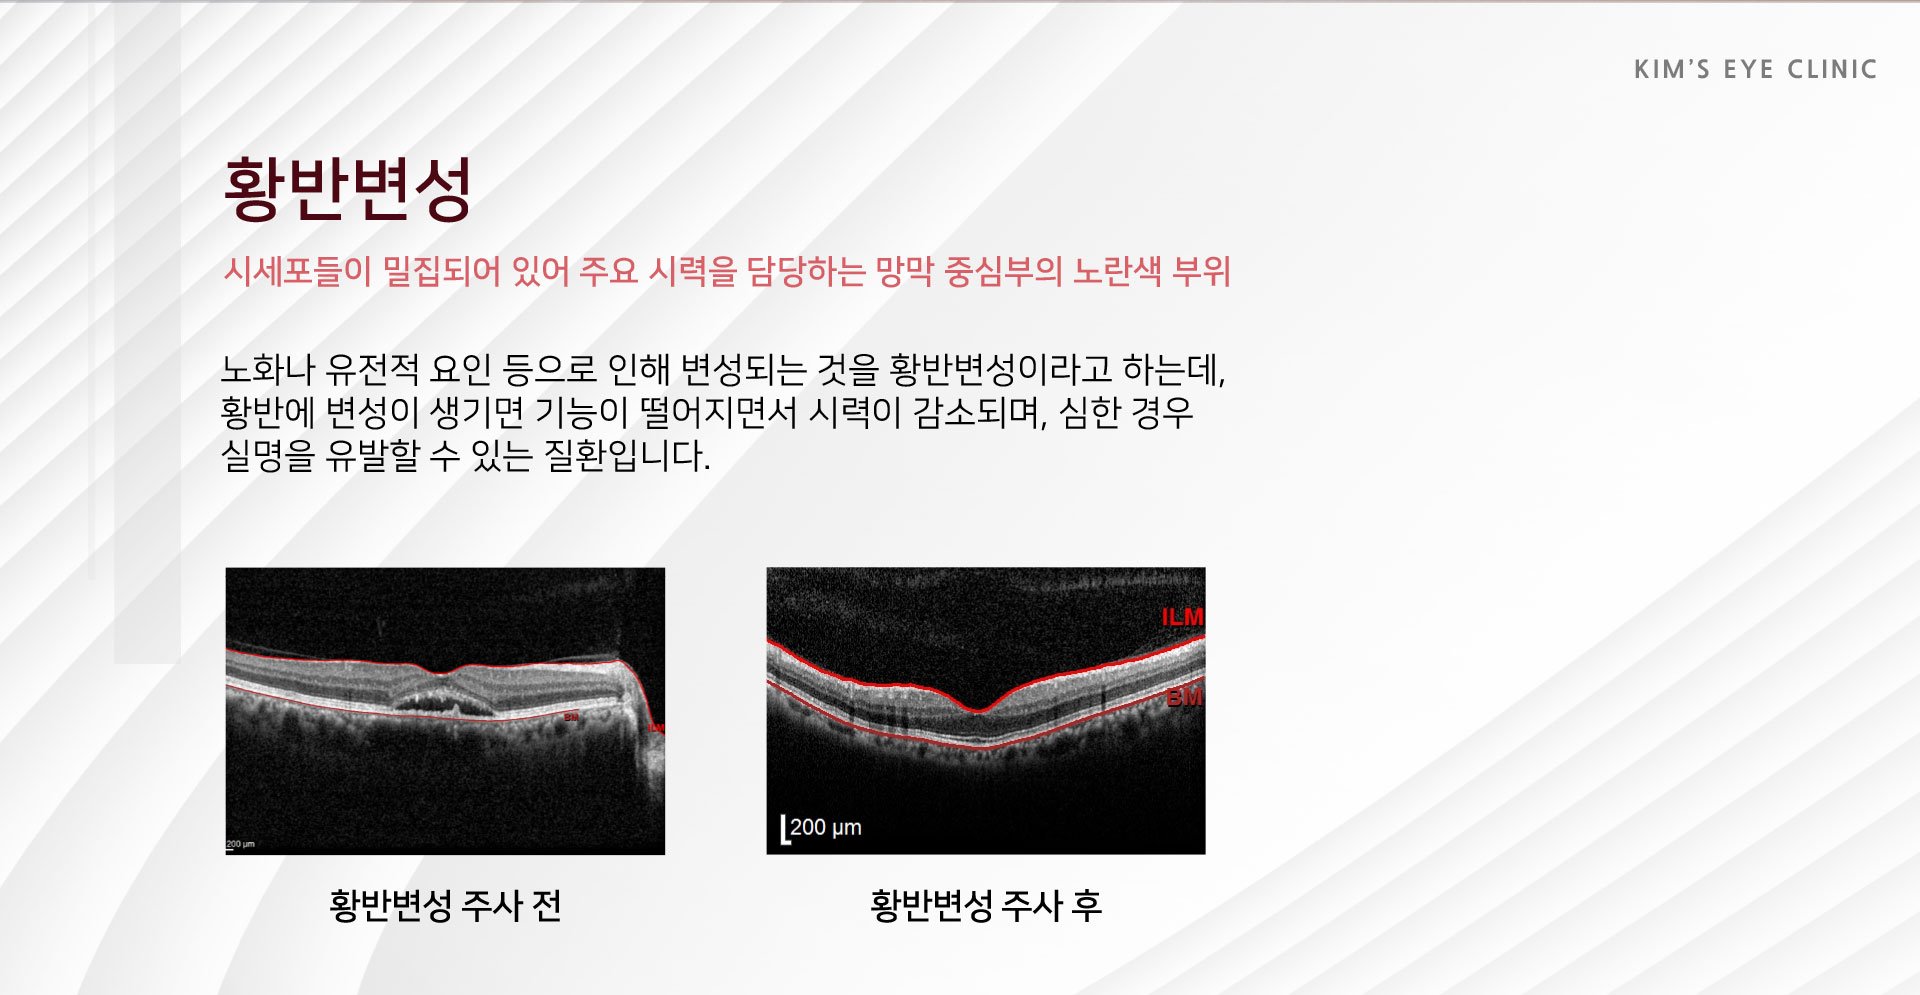 KIM'S EYE CLINIC
황반변성
시세포들이 밀집되어 있어 주요 시력을 담당하는 망막 중심부의 노란색 부위
노화나 유전적 요인 등으로 인해 변성되는 것을 황반변성이라고 하는데,
황반에 변성이 생기면 기능이 떨어지면서 시력이 감소되며, 심한 경우
실명을 유발할 수 있는 질환입니다.
BM
ILM
200 µm
ILM
BM
200 µm
황반변성 주사 전
황반변성 주사 후